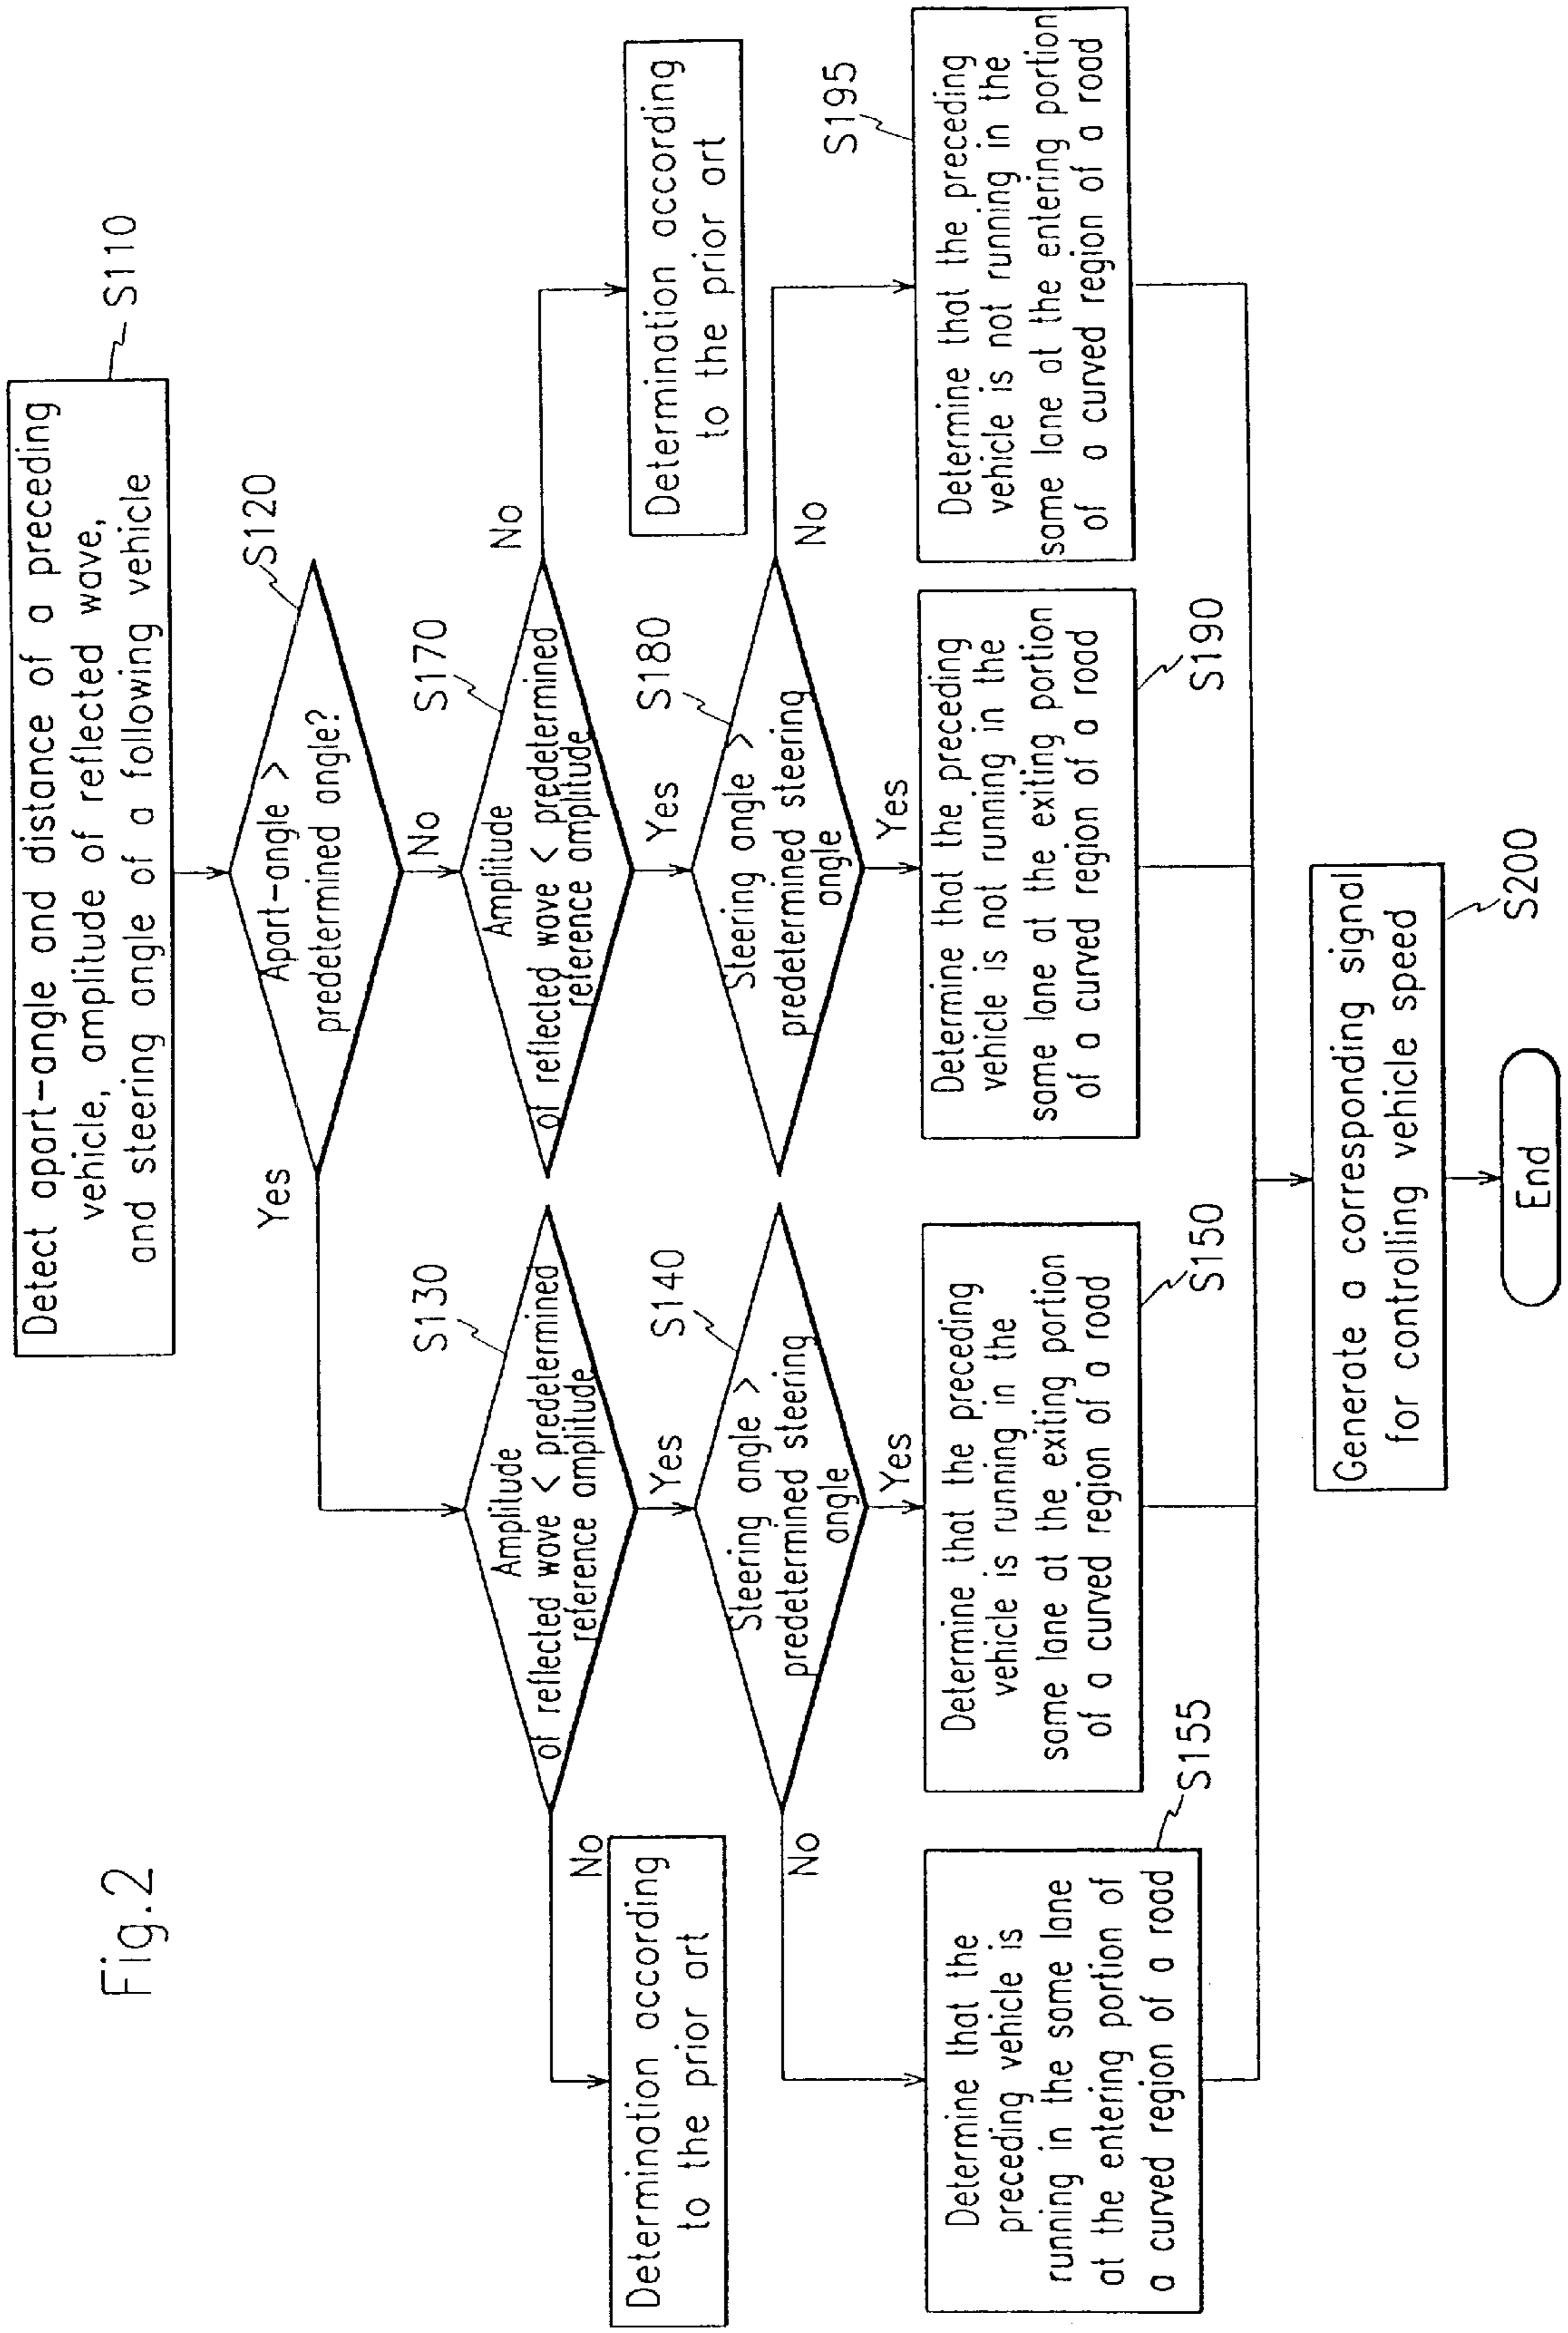 Fig.2
Detect apart-angle and distance of a preceding
vehicle, amplitude of reflected wave,
and steering angle of a following vehicle
S110
S120
Apart-angle >
predetermined angle?
Yes
No
S130
Amplitude
of reflected wave < predetermined
reference amplitude
No
Yes
S170
Amplitude
of reflected wave < predetermined
reference amplitude
No
Yes
Determination according
to the prior art
Determination according
to the prior art
S140
Steering angle >
predetermined steering
angle
No
Yes
S180
Steering angle >
predetermined steering
angle
No
Yes
Determine that the
preceding vehicle is
running in the same lane
at the entering portion of
a curved region of a road
S155
Determine that the preceding
vehicle is running in the
same lane at the exiting portion
of a curved region of a road
S150
Determine that the preceding
vehicle is not running in the
same lane at the exiting portion
of a curved region of a road
S190
Determine that the preceding
vehicle is not running in the
same lane at the entering portion
of a curved region of a road
S195
Generate a corresponding signal
for controlling vehicle speed
S200
End